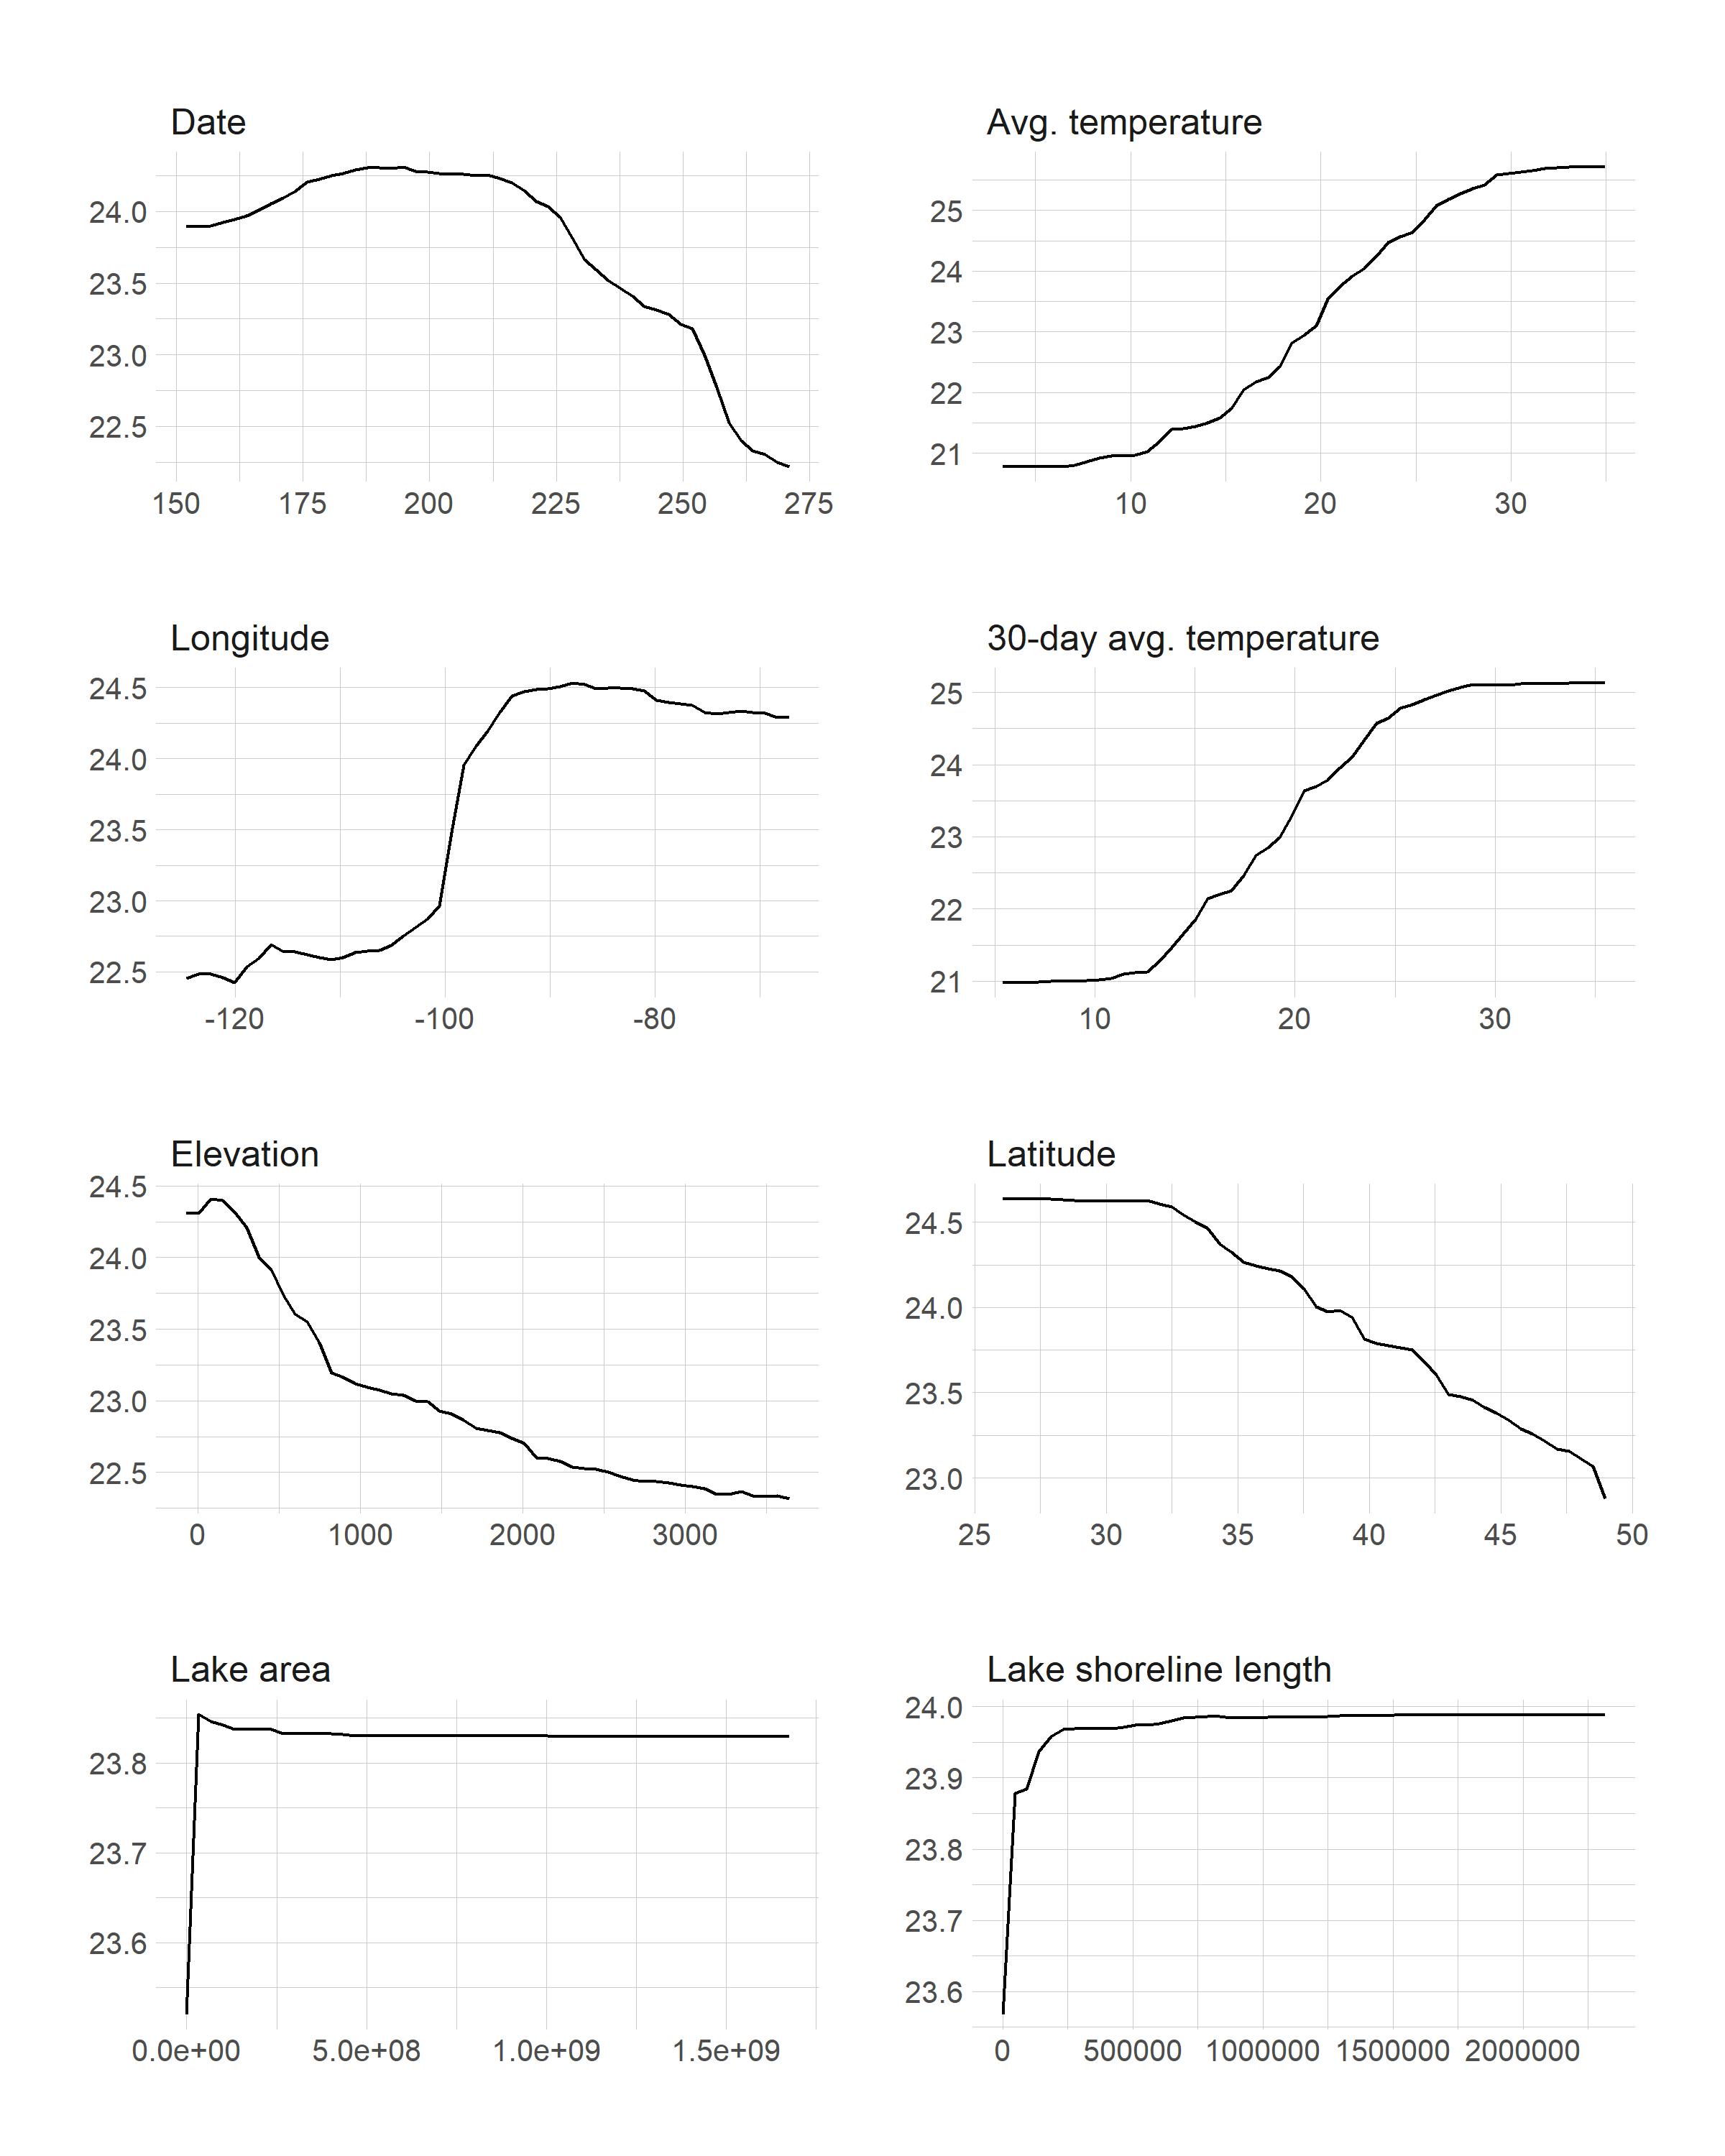 Date
24.0
23.5
23.0
22.5
150 175 200 225 250 275
Avg. temperature
25
24
23
22
21
10 20 30
Longitude
24.5
24.0
23.5
23.0
22.5
-120 -100 -80
30-day avg. temperature
25
24
23
22
21
10 20 30
Elevation
24.5
24.0
23.5
23.0
22.5
0 1000 2000 3000
Latitude
24.5
24.0
23.5
23.0
25 30 35 40 45 50
Lake area
23.8
23.7
23.6
0.0e+00 5.0e+08 1.0e+09 1.5e+09
Lake shoreline length
24.0
23.9
23.8
23.7
23.6
0 500000 1000000 1500000 2000000